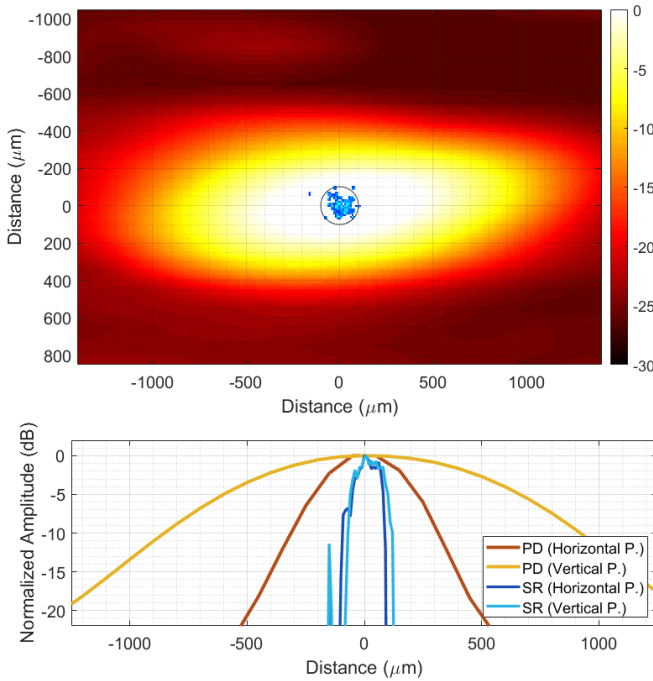 -1000
-800
-600
-400
-200
0
200
400
600
800
Distance (μm)
-1000 -500 0 500 1000
Distance (μm)
0
-5
-10
-15
-20
-25
-30
Normalized Amplitude (dB)
0
-5
-10
-15
-20
PD (Horizontal P.)
PD (Vertical P.)
SR (Horizontal P.)
SR (Vertical P.)
-1000 -500 0 500 1000
Distance (μm)